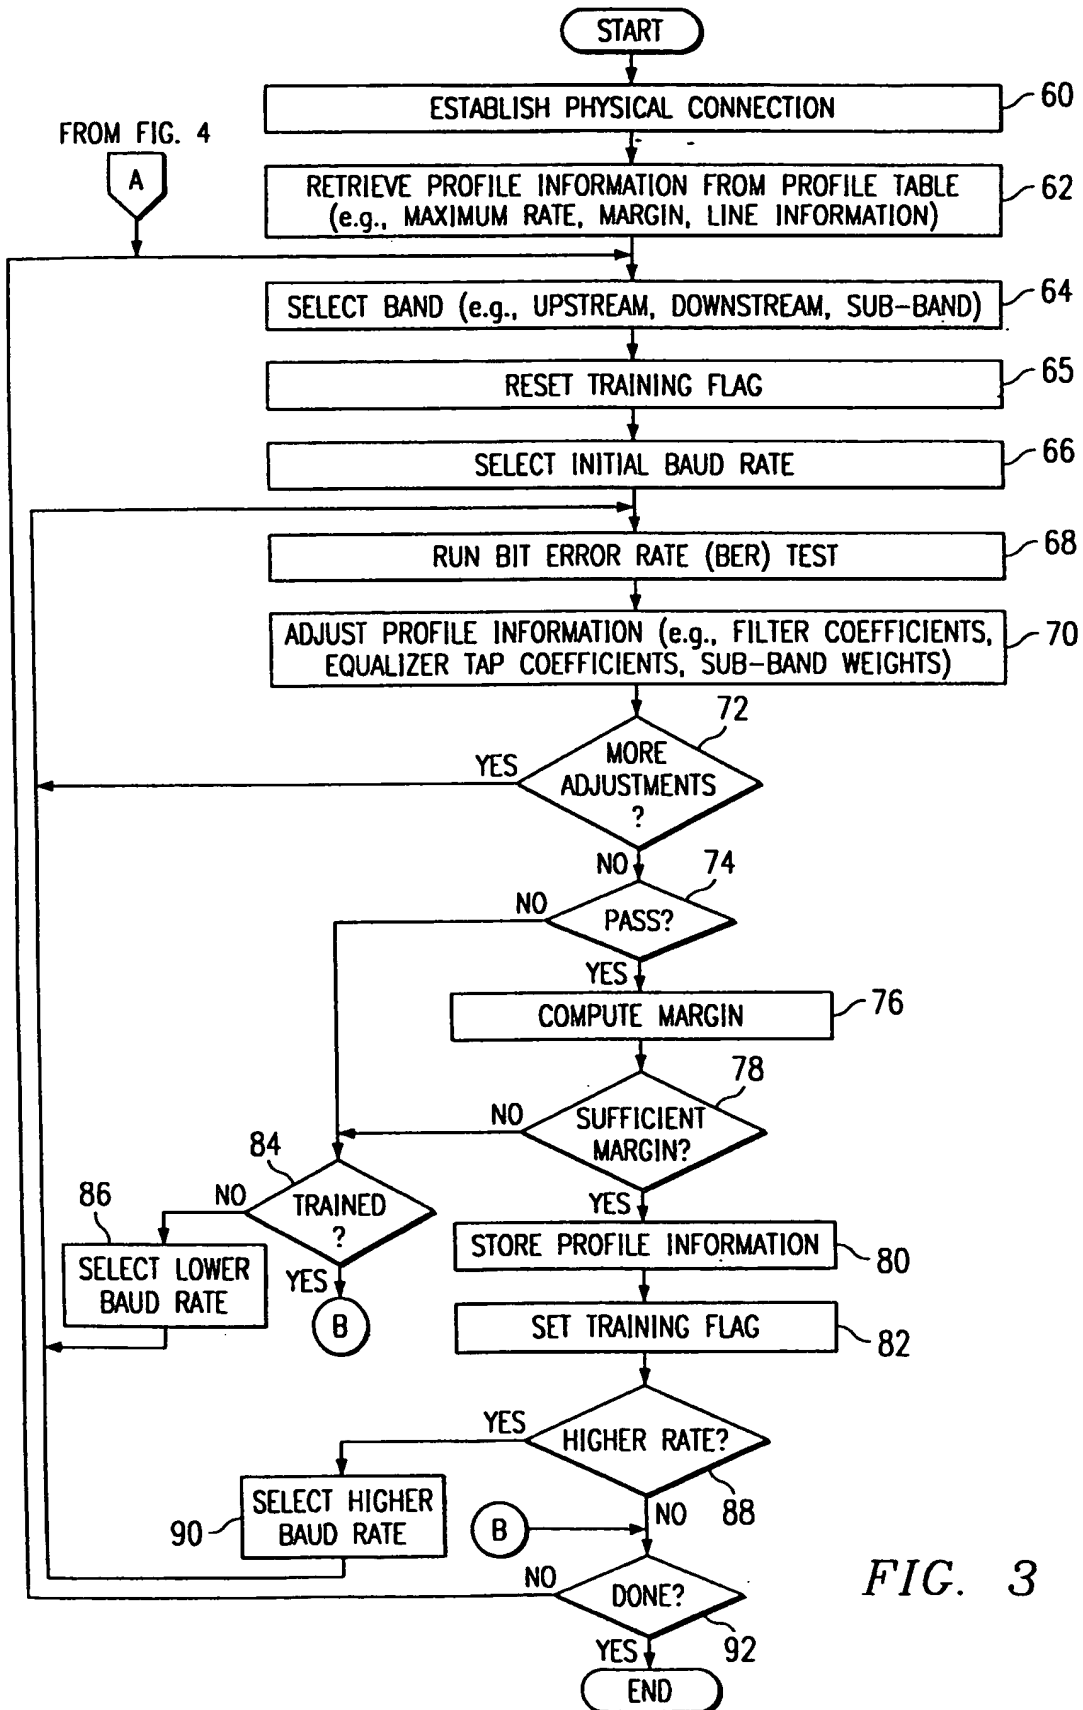 START
ESTABLISH PHYSICAL CONNECTION
60
FROM FIG. 4
A
RETRIEVE PROFILE INFORMATION FROM PROFILE TABLE
(e.g., MAXIMUM RATE, MARGIN, LINE INFORMATION)
62
SELECT BAND (e.g., UPSTREAM, DOWNSTREAM, SUB-BAND)
64
RESET TRAINING FLAG
65
SELECT INITIAL BAUD RATE
66
RUN BIT ERROR RATE (BER) TEST
68
ADJUST PROFILE INFORMATION (e.g., FILTER COEFFICIENTS,
EQUALIZER TAP COEFFICIENTS, SUB-BAND WEIGHTS)
70
72
YES
MORE
ADJUSTMENTS
?
NO
74
NO
PASS?
YES
COMPUTE MARGIN
76
78
NO
SUFFICIENT
MARGIN?
YES
84
NO
TRAINED
?
YES
B
86
SELECT LOWER
BAUD RATE
STORE PROFILE INFORMATION
80
SET TRAINING FLAG
82
YES
HIGHER RATE?
88
NO
SELECT HIGHER
BAUD RATE
90
B
NO
DONE?
92
YES
END
FIG. 3